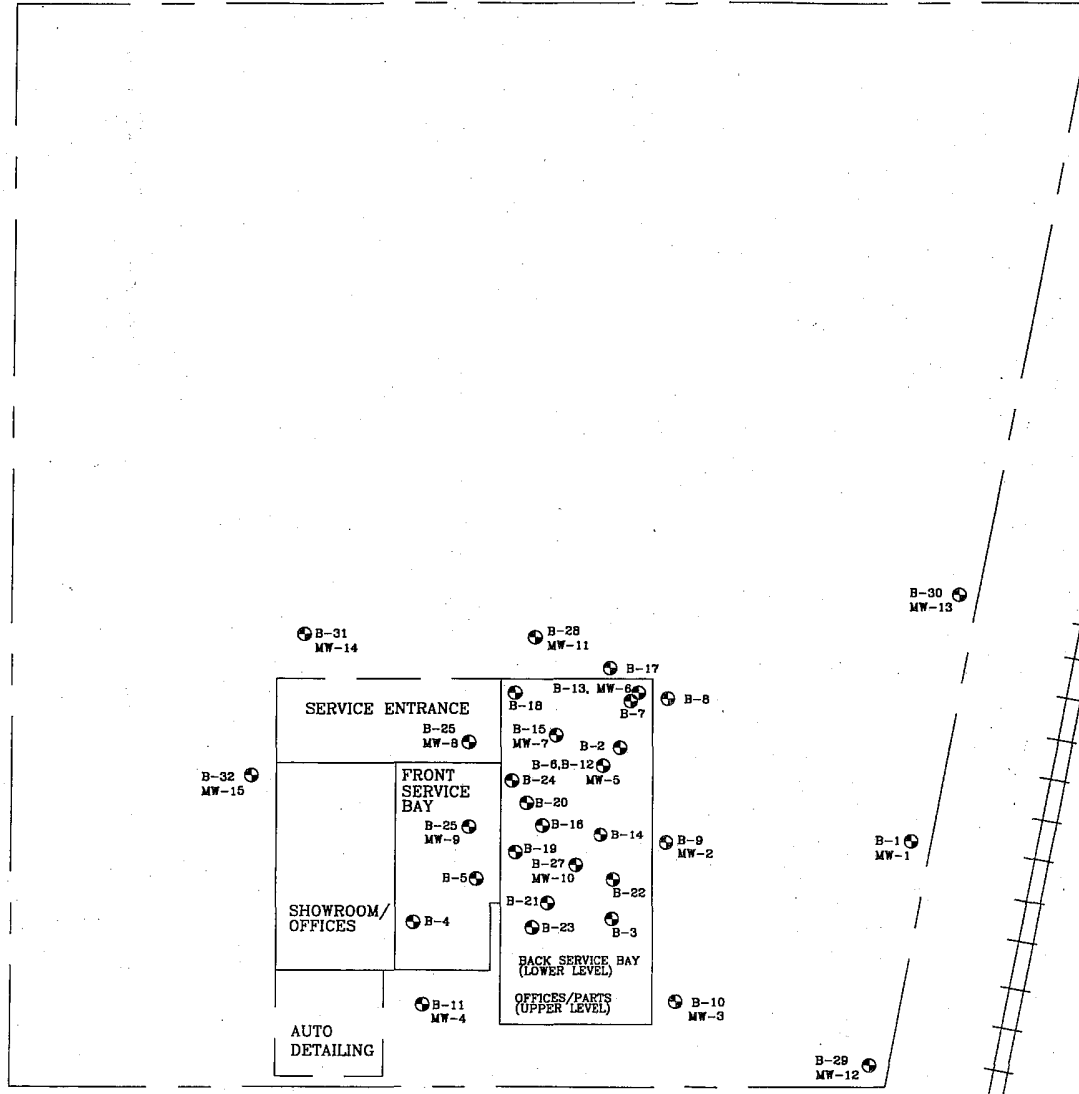 B-30
MW-13
B-31
MW-14
B-28
MW-11
B-17
B-13, MW-6
B-8
B-18
B-7
SERVICE ENTRANCE
B-25
MW-8
B-15
MW-7
B-2
B-6,B-12
MW-5
B-32
MW-15
FRONT
SERVICE
BAY
B-24
B-20
B-25
MW-9
B-16
B-14
B-9
MW-2
B-1
MW-1
B-19
B-27
MW-10
B-5
B-22
B-21
SHOWROOM/
OFFICES
B-4
B-23
B-3
BACK SERVICE BAY
(LOWER LEVEL)
OFFICES/PARTS
(UPPER LEVEL)
B-11
MW-4
B-10
MW-3
AUTO
DETAILING
B-29
MW-12